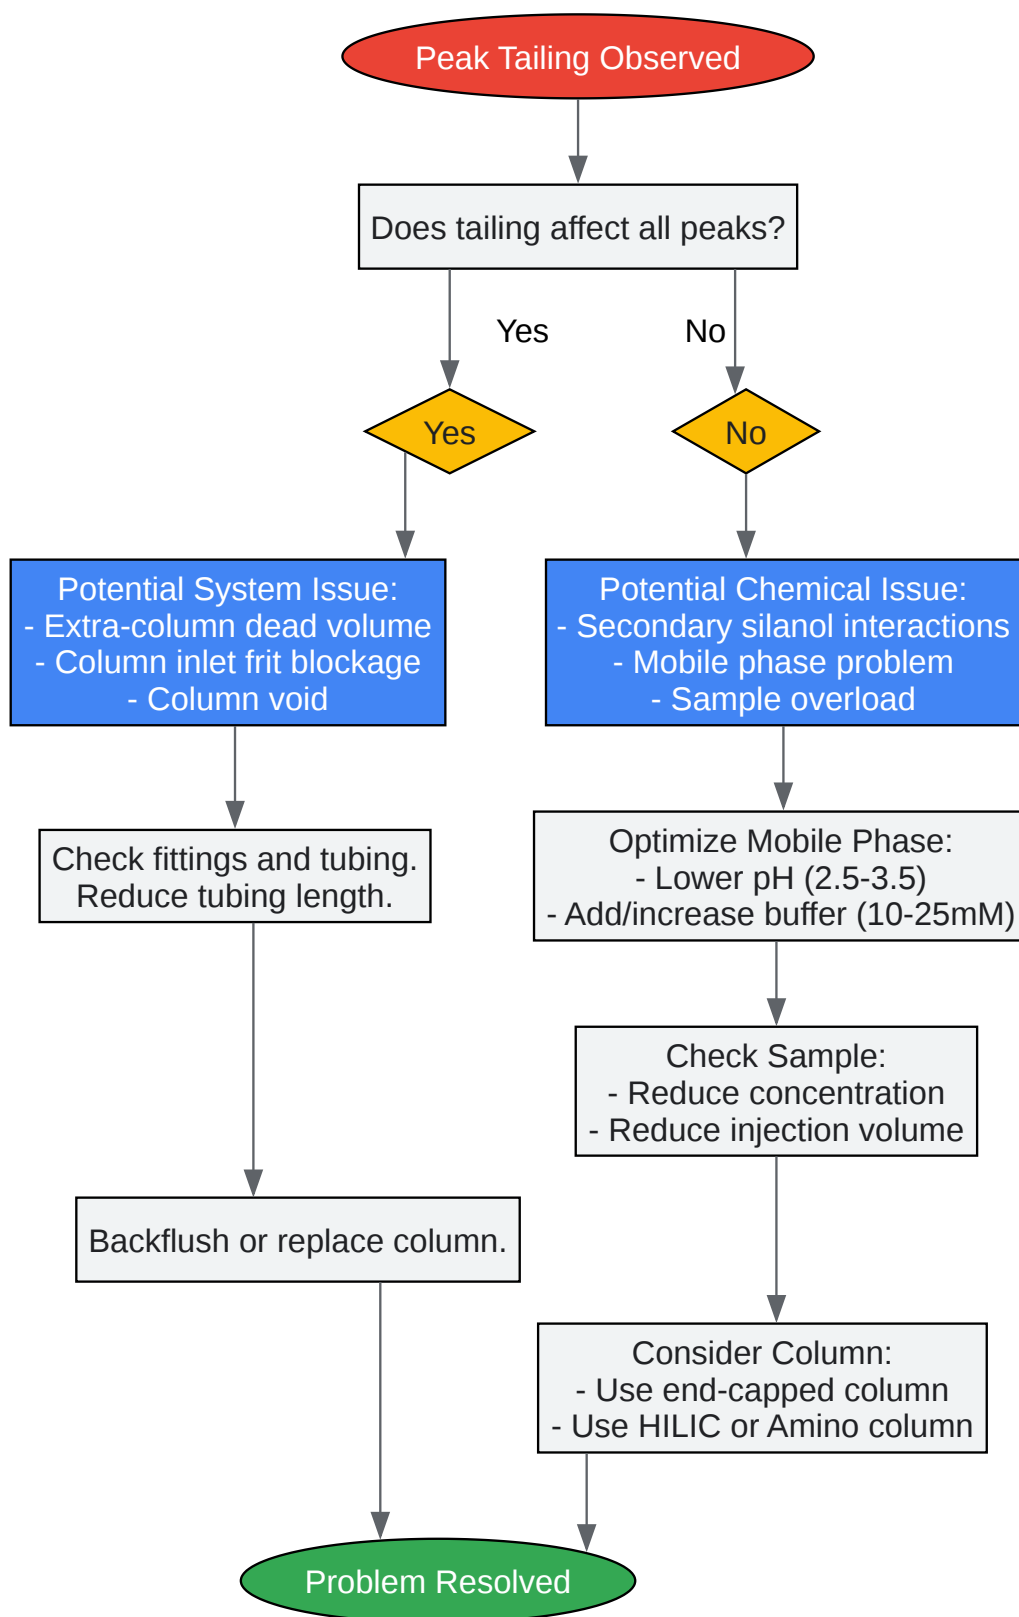 Peak Tailing Observed
Does tailing affect all peaks?
Yes
No
Yes
No
Potential System Issue:
- Extra-column dead volume
- Column inlet frit blockage
- Column void
Potential Chemical Issue:
- Secondary silanol interactions
- Mobile phase problem
- Sample overload
Check fittings and tubing.
Reduce tubing length.
Optimize Mobile Phase:
- Lower pH (2.5-3.5)
- Add/increase buffer (10-25mM)
Check Sample:
- Reduce concentration
- Reduce injection volume
Backflush or replace column.
Consider Column:
- Use end-capped column
- Use HILIC or Amino column
Problem Resolved